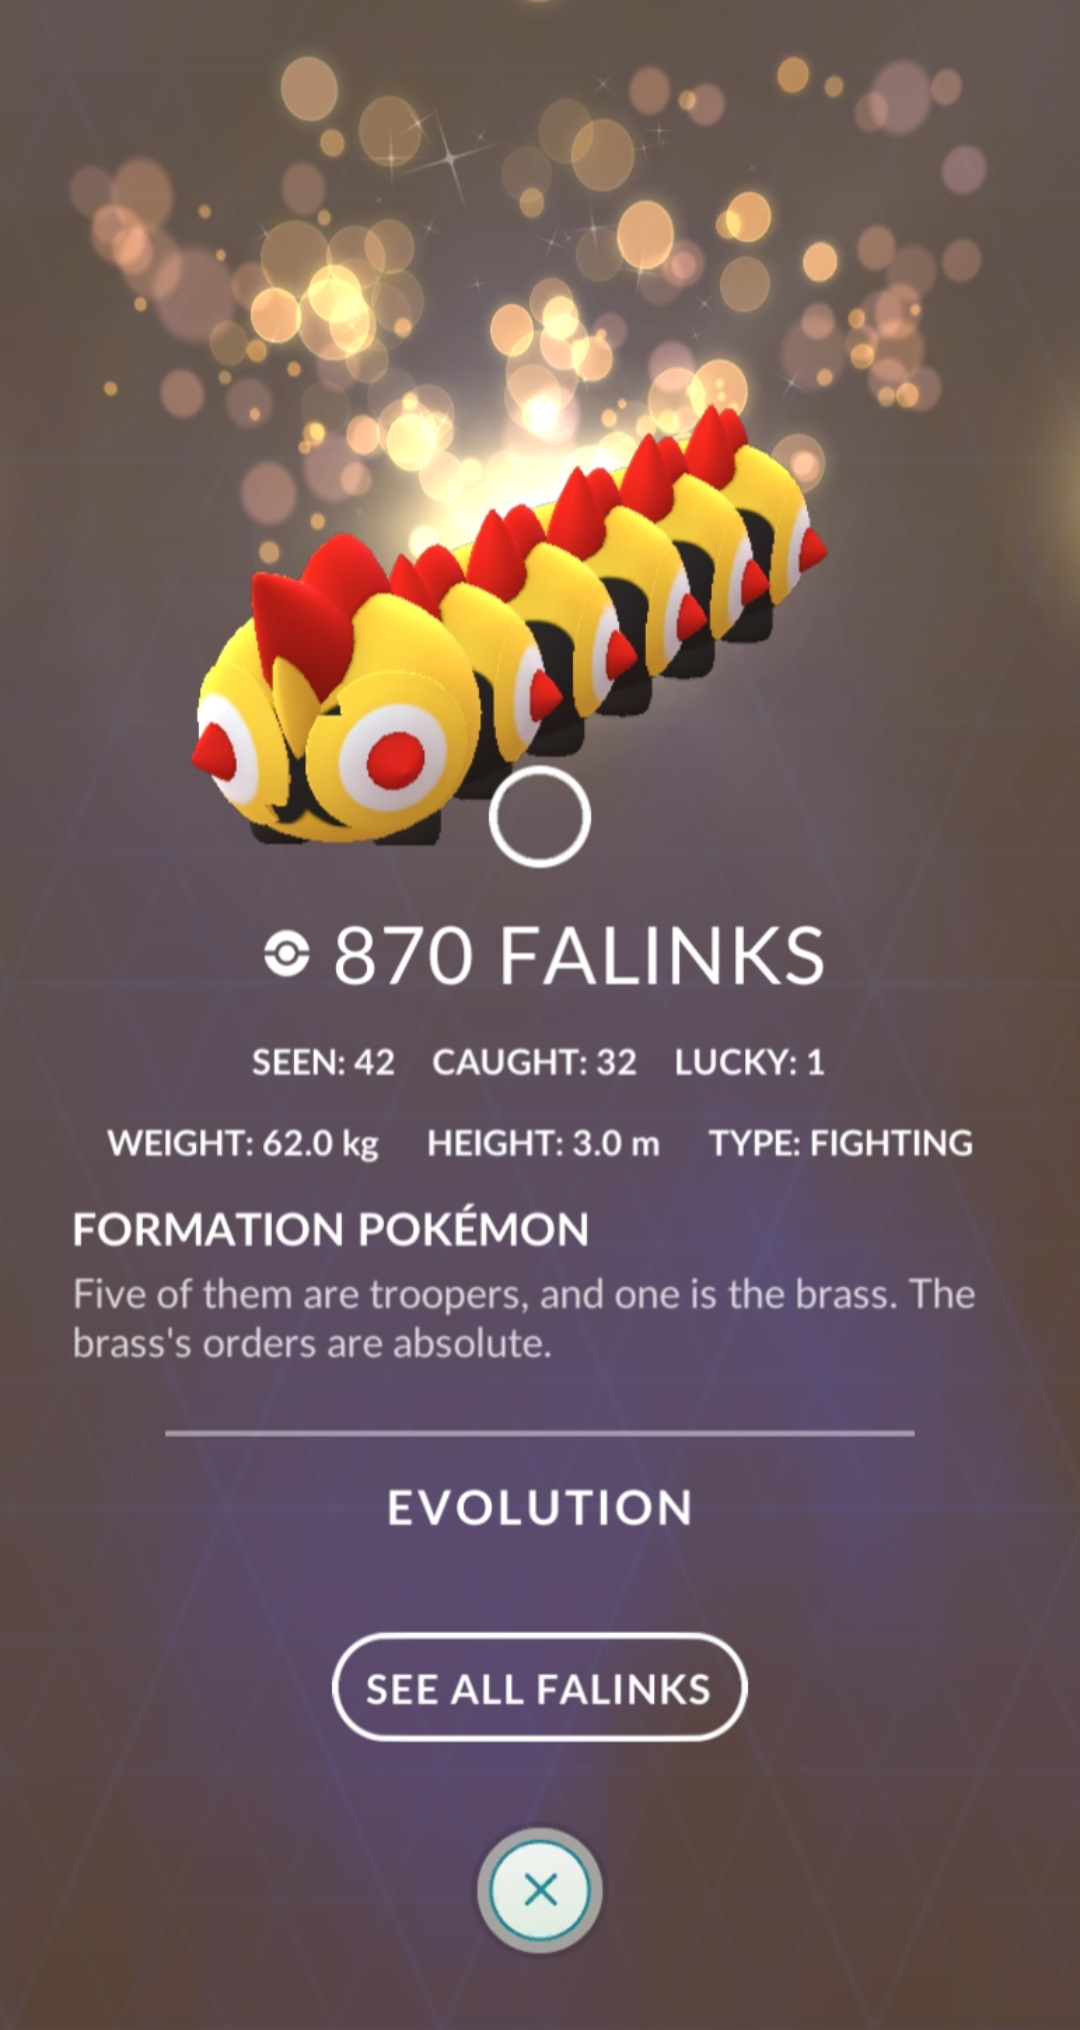 870 FALINKS
SEEN: 42 CAUGHT: 32 LUCKY: 1
WEIGHT: 62.0 kg HEIGHT: 3.0 m TYPE: FIGHTING
FORMATION POKÉMON
Five of them are troopers, and one is the brass. The
brass's orders are absolute.
EVOLUTION
SEE ALL FALINKS